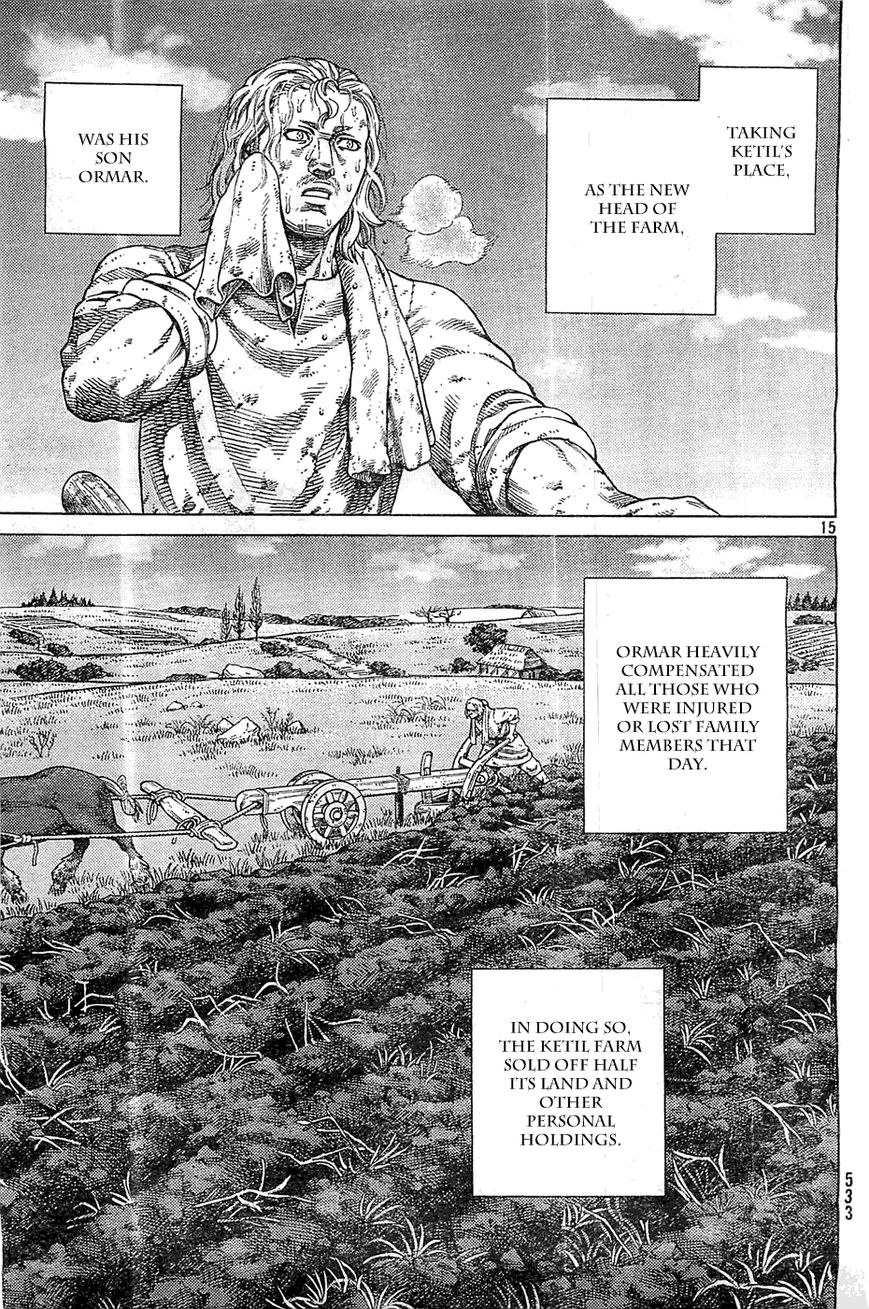 TAKING
KETIL'S
PLACE,
AS THE NEW
HEAD OF
THE FARM,
WAS HIS
SON
ORMAR.
15
ORMAR HEAVILY
COMPENSATED
ALL THOSE WHO
WERE INJURED
OR LOST FAMILY
MEMBERS THAT
DAY.
IN DOING SO,
THE KETIL FARM
SOLD OFF HALF
ITS LAND AND
OTHER
PERSONAL
HOLDINGS.
533